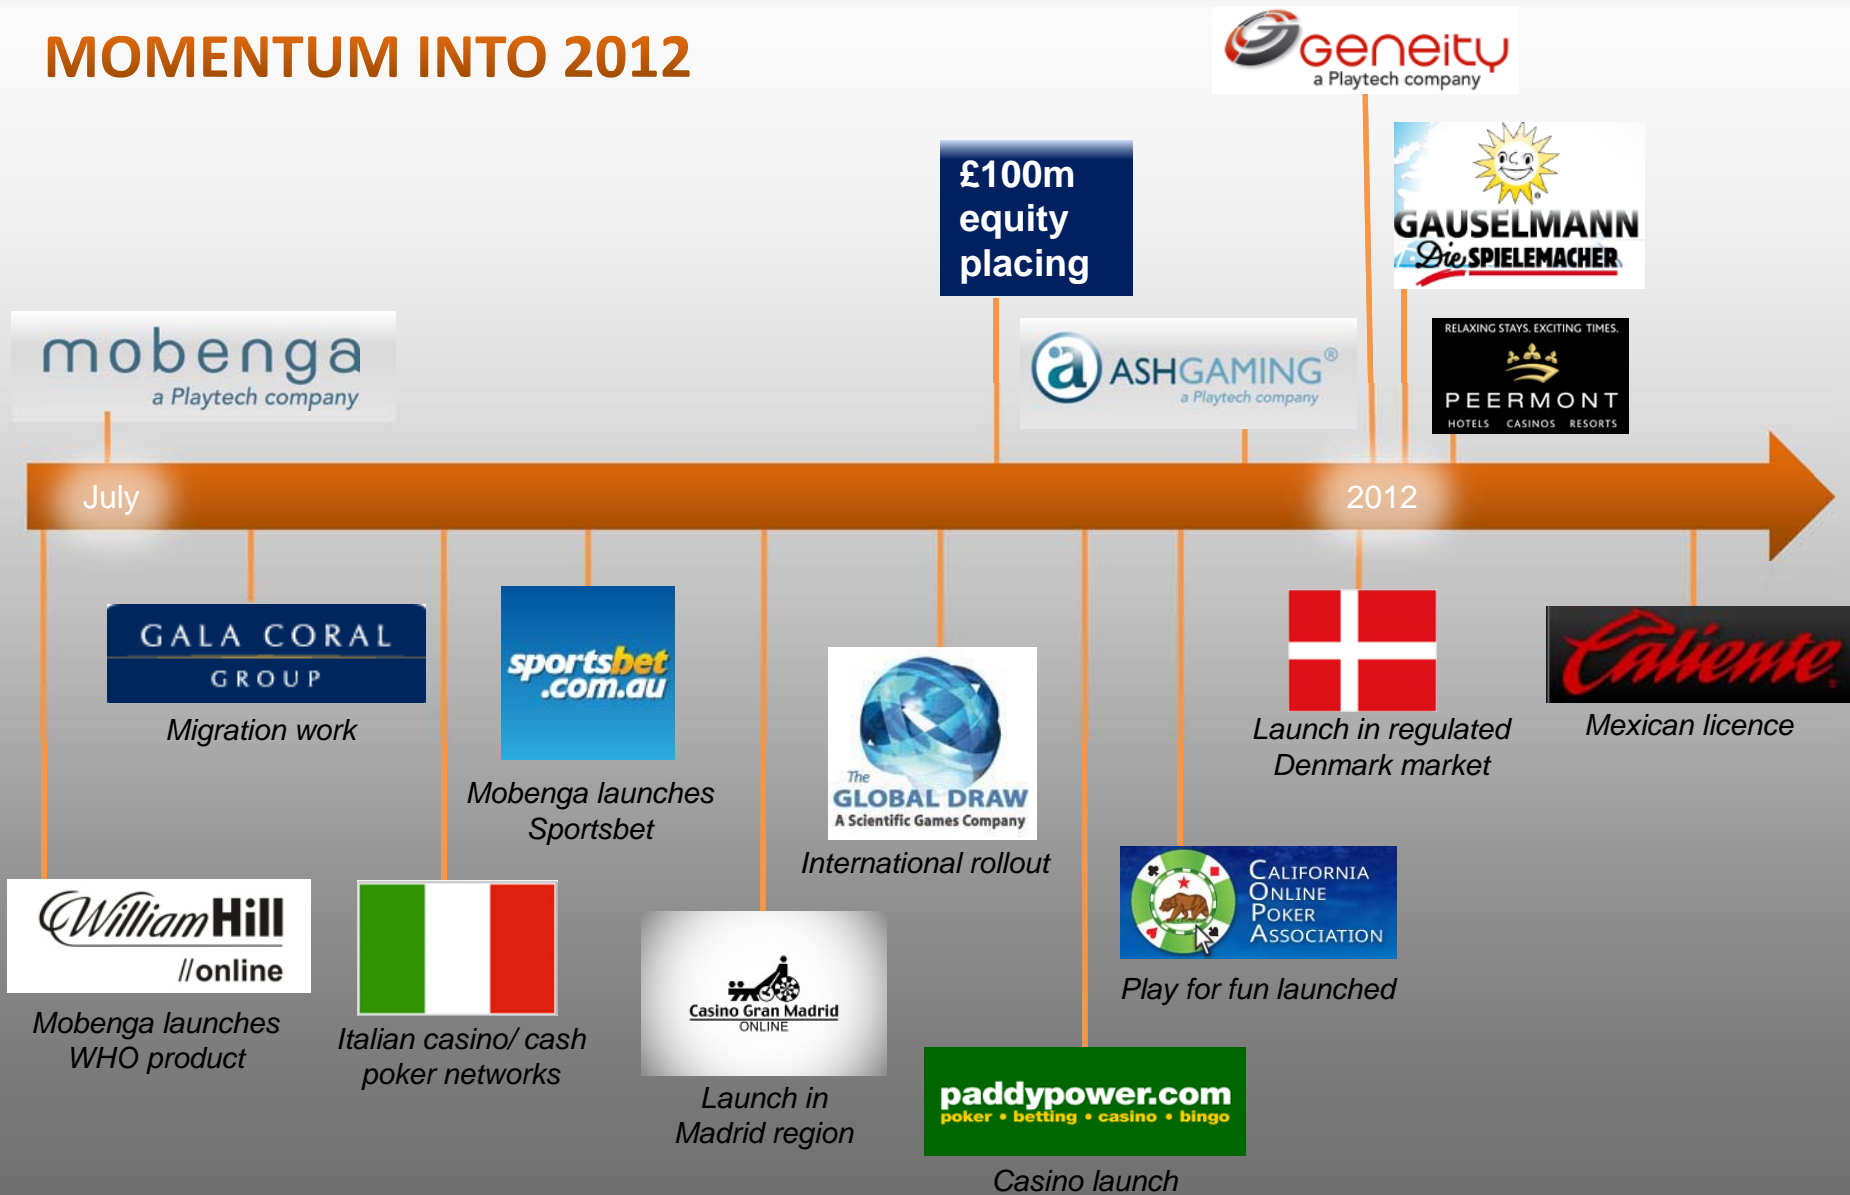 MOMENTUM INTO 2012
Geneity
a Playtech company
£100m
equity
placing
GAUSELMANN
Die SPIELEMACHER
mobenga
a Playtech company
ASHGAMING®
a Playtech company
RELAXING STAYS. EXCITING TIMES.
PEERMONT
HOTELS CASINOS RESORTS
July
2012
GALA CORAL
GROUP
Migration work
sportsbet
.com.au
Mobenga launches
Sportsbet
The
GLOBAL DRAW
A Scientific Games Company
International rollout
Launch in regulated
Denmark market
Caliente
Mexican licence
William Hill
//online
Mobenga launches
WHO product
Italian casino/ cash
poker networks
Casino Gran Madrid
ONLINE
Launch in
Madrid region
CALIFORNIA
ONLINE
POKER
ASSOCIATION
Play for fun launched
paddypower.com
poker • betting • casino • bingo
Casino launch